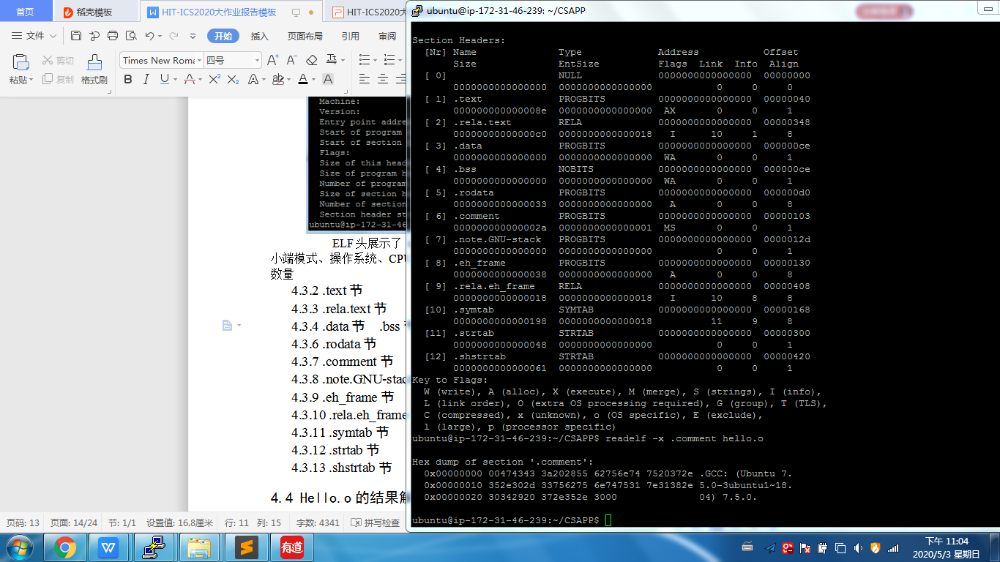 首页
稻壳模板
HIT-ICS2020大作业报告模板
HIT-ICS2020大
ubuntu@ip-172-31-46-239: ~/CSAPP
文件
开始
插入
页面布局
引用
审阅
粘贴
剪切
复制
格式刷
Times New Roma
四号
Machine:
Version:
Entry point addre
Start of program
Start of section
Flags:
Size of this head
Size of program h
Number of program
Size of section h
Number of section
Section header st
ubuntu@ip-172-31-46
ELF 头展示了
小端模式、操作系统、CPU
数量
4.3.2 .text 节
4.3.3 .rela.text 节
4.3.4 .data 节 .bss 节
4.3.6 .rodata 节
4.3.7 .comment 节
4.3.8 .note.GNU-stac
4.3.9 .eh_frame 节
4.3.10 .rela.eh_frame
4.3.11 .symtab 节
4.3.12 .strtab 节
4.3.13 .shstrtab 节
4.4 Hello.o 的结果解
Section Headers:
[Nr] Name Type Address Offset
Size EntSize Flags Link Info Align
[ 0] NULL 0000000000000000 00000000
0000000000000000 0000000000000000 0 0 0
[ 1] .text PROGBITS 0000000000000000 00000040
000000000000008e 0000000000000000 AX 0 0 1
[ 2] .rela.text RELA 0000000000000000 00000348
00000000000000c0 0000000000000018 I 10 1 8
[ 3] .data PROGBITS 0000000000000000 000000ce
0000000000000000 0000000000000000 WA 0 0 1
[ 4] .bss NOBITS 0000000000000000 000000ce
0000000000000000 0000000000000000 WA 0 0 1
[ 5] .rodata PROGBITS 0000000000000000 000000d0
0000000000000033 0000000000000000 A 0 0 8
[ 6] .comment PROGBITS 0000000000000000 00000103
000000000000002a 0000000000000001 MS 0 0 1
[ 7] .note.GNU-stack PROGBITS 0000000000000000 0000012d
0000000000000000 0000000000000000 0 0 1
[ 8] .eh_frame PROGBITS 0000000000000000 00000130
0000000000000038 0000000000000000 A 0 0 8
[ 9] .rela.eh_frame RELA 0000000000000000 00000408
0000000000000018 0000000000000018 I 10 8 8
[10] .symtab SYMTAB 0000000000000000 00000168
0000000000000198 0000000000000018 11 9 8
[11] .strtab STRTAB 0000000000000000 00000300
0000000000000048 0000000000000000 0 0 1
[12] .shstrtab STRTAB 0000000000000000 00000420
0000000000000061 0000000000000000 0 0 1
Key to Flags:
W (write), A (alloc), X (execute), M (merge), S (strings), I (info),
L (link order), O (extra OS processing required), G (group), T (TLS),
C (compressed), x (unknown), o (OS specific), E (exclude),
l (large), p (processor specific)
ubuntu@ip-172-31-46-239:~/CSAPP$ readelf -x .comment hello.o
Hex dump of section '.comment':
0x00000000 00474343 3a202855 62756e74 7520372e .GCC: (Ubuntu 7.
0x00000010 352e302d 33756275 6e747531 7e31382e 5.0-3ubuntu1~18.
0x00000020 30342920 372e352e 3000 04) 7.5.0.
ubuntu@ip-172-31-46-239:~/CSAPP$
页码: 13 页面: 14/24 节: 1/1 设置值: 16.8厘米 行: 11 列: 15 字数: 4341 拼写检查
有道
下午 11:04
2020/5/3 星期日